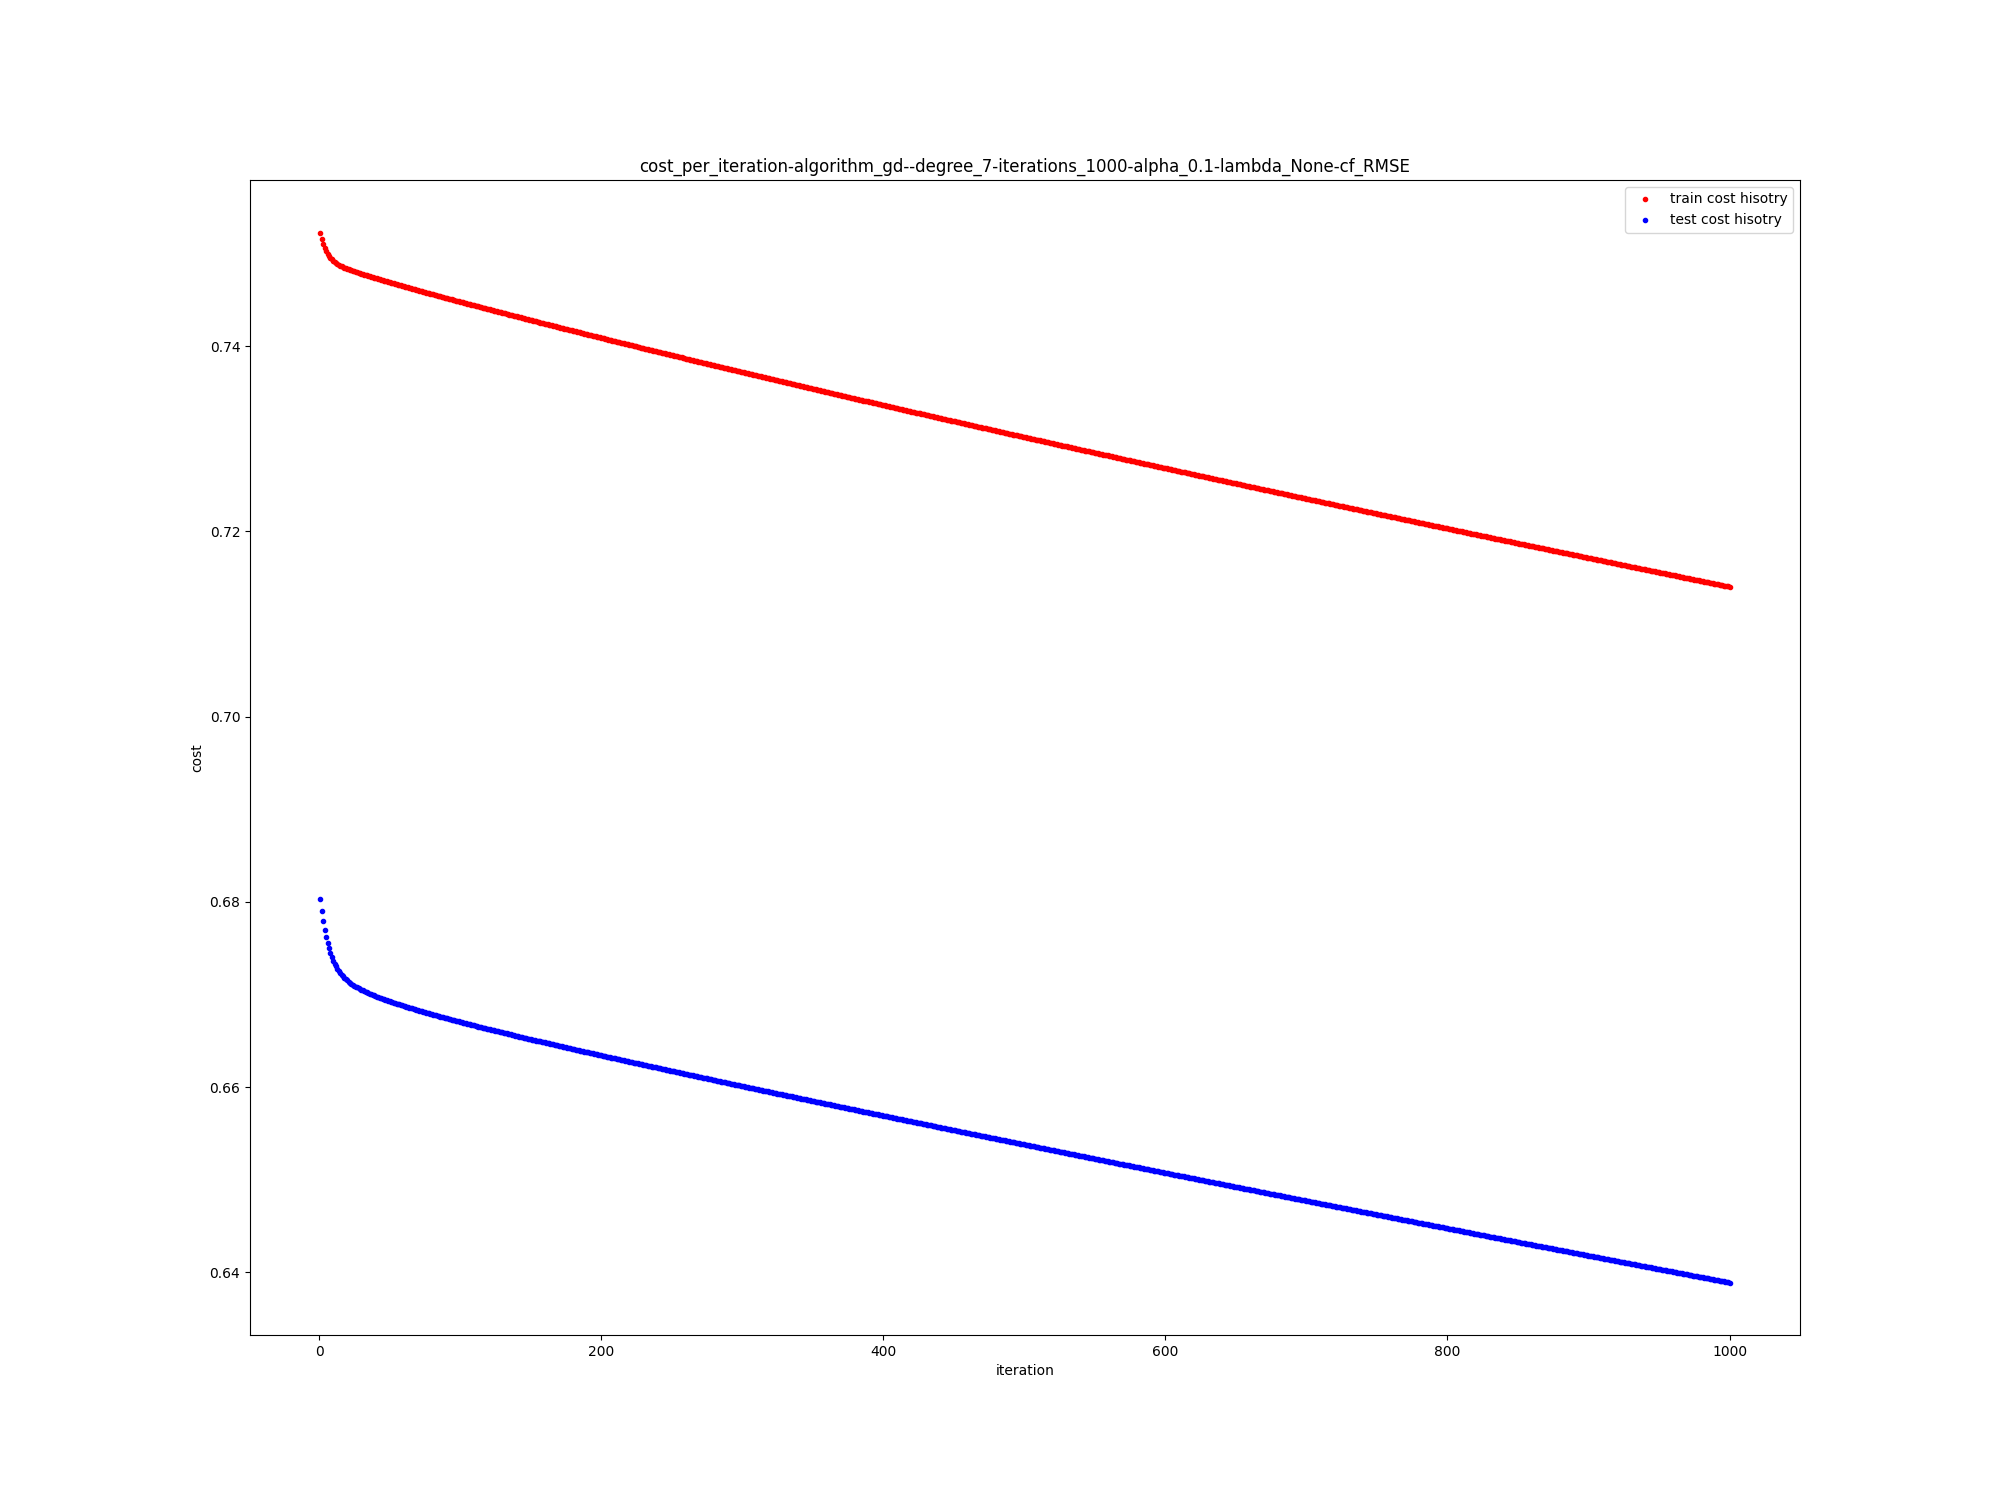 cost_per_iteration-algorithm_gd--degree_7-iterations_1000-alpha_0.1-lambda_None-cf_RMSE
train cost hisotry
test cost hisotry
0.74
0.72
0.70
0.68
0.66
0.64
cost
0 200 400 600 800 1000
iteration